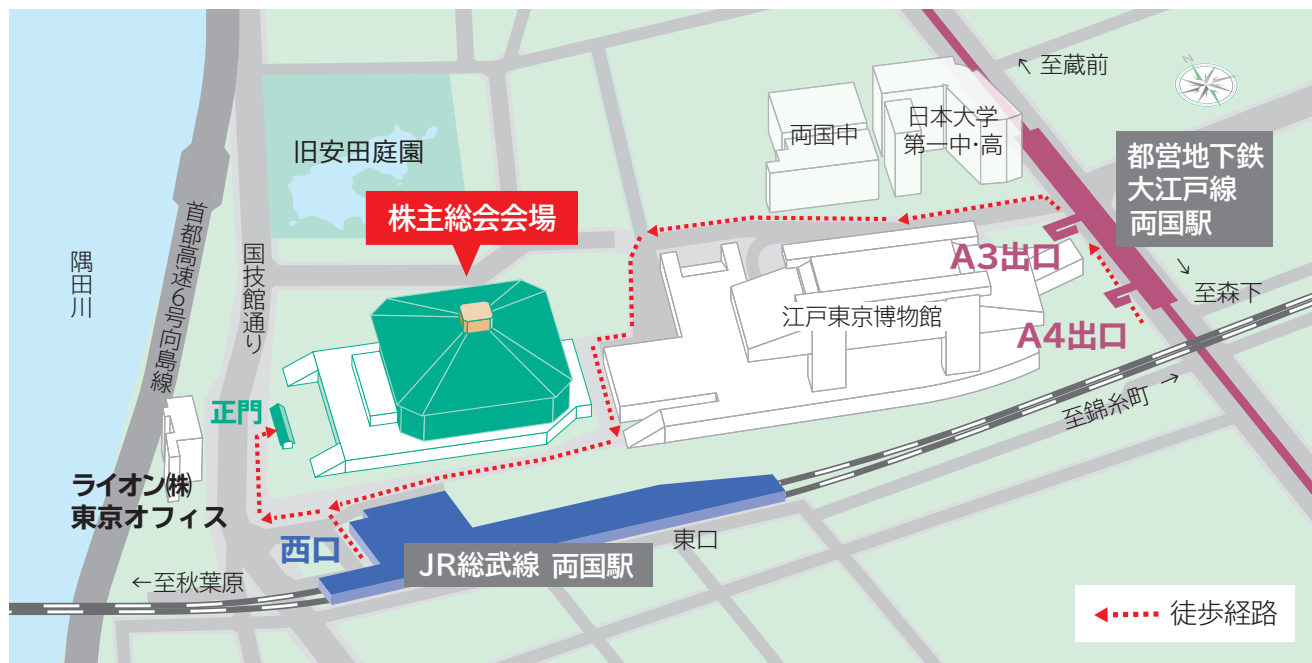 至蔵前
N
両国中
日本大学
第一中・高
都営地下鉄
大江戸線
両国駅
旧安田庭園
株主総会会場
隅田川
首都高速6号向島線
国技館通り
A3出口
至森下
江戸東京博物館
A4出口
正門
至錦糸町
ライオン㈱
東京オフィス
西口
東口
JR総武線 両国駅
←至秋葉原
徒歩経路